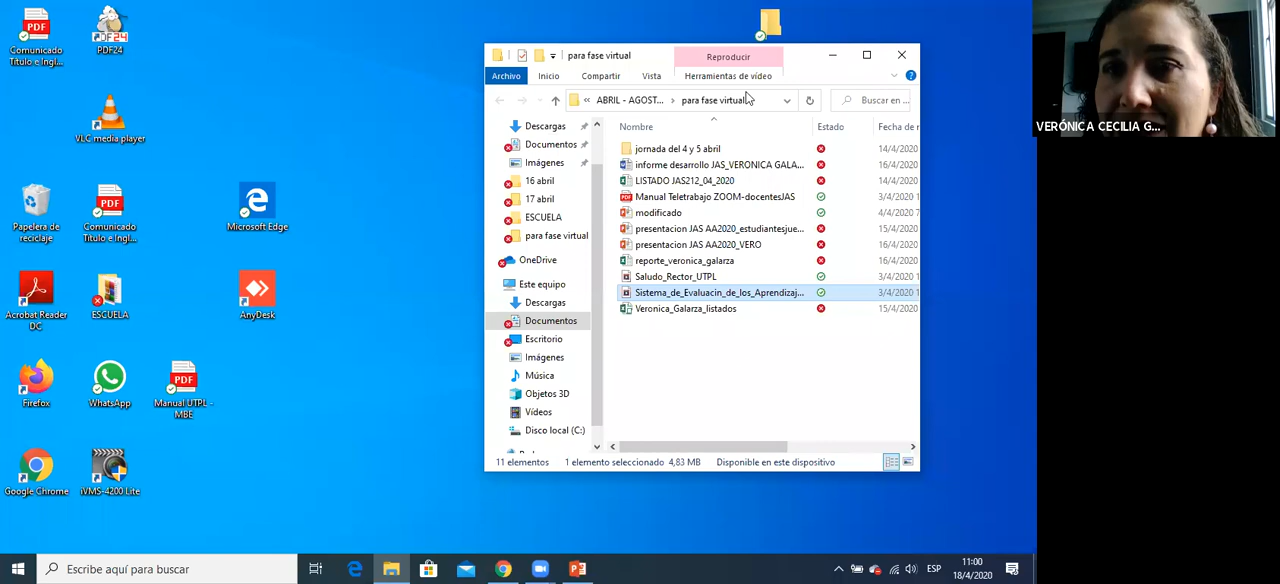 Comunicado
Titulo e Ingl...
PDF24
VLC media player
Papelera de
reciclaje
Comunicado
Titulo e Ingl...
Microsoft Edge
Acrobat Reader
DC
ESCUELA
AnyDesk
Firefox
WhatsApp
Manual UTPL -
MBE
Google Chrome
iVMS-4200 Lite
para fase virtual
Reproducir
Archivo
Inicio
Compartir
Vista
Herramientas de vídeo
« ABRIL - AGOST... > para fase virtual
Buscar en ...
Descargas
Documentos
Imágenes
16 abril
17 abril
ESCUELA
para fase virtual
OneDrive
Este equipo
Descargas
Documentos
Escritorio
Imágenes
Música
Objetos 3D
Vídeos
Disco local (C:)
Nombre Estado Fecha de
jornada del 4 y 5 abril 14/4/2020
informe desarrollo JAS_VERONICA GALA... 16/4/2020
LISTADO JAS212_04_2020 14/4/2020
Manual Teletrabajo ZOOM-docentesJAS 3/4/2020 1
modificado 4/4/2020 7
presentacion JAS AA2020_estudiantesjue... 15/4/2020
presentacion JAS AA2020_VERO 16/4/2020
reporte_veronica_galarza 16/4/2020
Saludo_Rector_UTPL 3/4/2020 1
Sistema_de_Evaluacin_de_los_Aprendizaj... 3/4/2020 1
Veronica_Galarza_listados 15/4/2020
11 elementos 1 elemento seleccionado 4,83 MB Disponible en este dispositivo
VERÓNICA CECILIA G...
Escribe aquí para buscar
ESP
11:00
18/4/2020